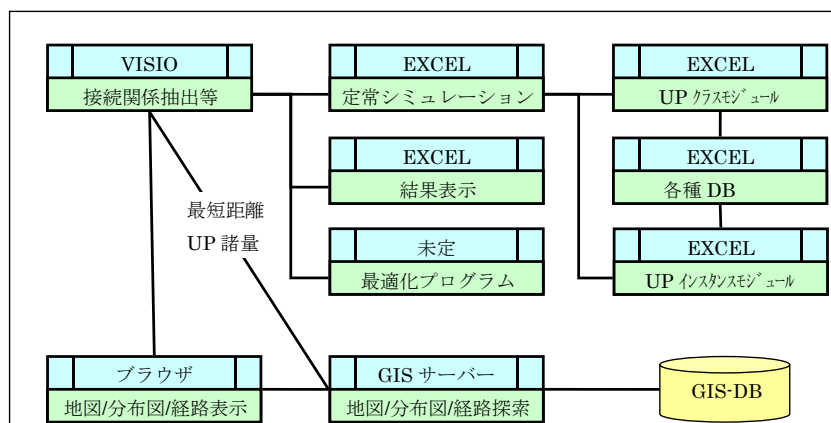 VISIO
接続関係抽出等
EXCEL
定常シミュレーション
EXCEL
UP ｸﾗｽﾓｼﾞｭｰﾙ
EXCEL
結果表示
EXCEL
各種 DB
最短距離
UP 諸量
未定
最適化プログラム
EXCEL
UP ｲﾝｽﾀﾝｽﾓｼﾞｭｰﾙ
ブラウザ
地図/分布図/経路表示
GIS サーバー
地図/分布図/経路探索
GIS-DB